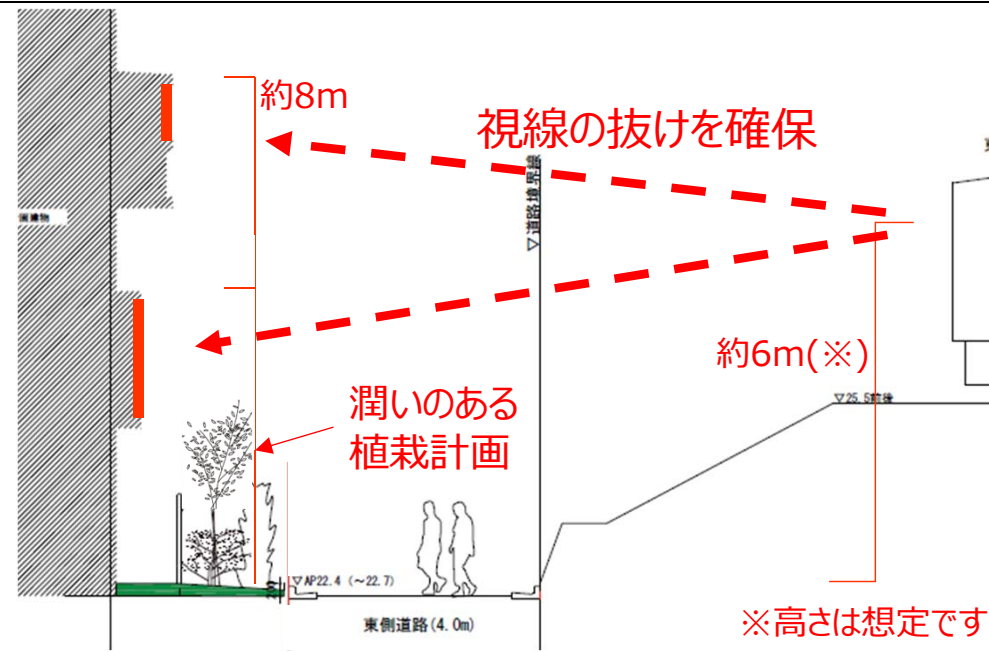 約8m
視線の抜けを確保
▽道路境界線
約6m(※)
▽25.5前後
潤いのある
植栽計画
▽AP22.4 (～22.7)
東側道路(4.0m)
※高さは想定です